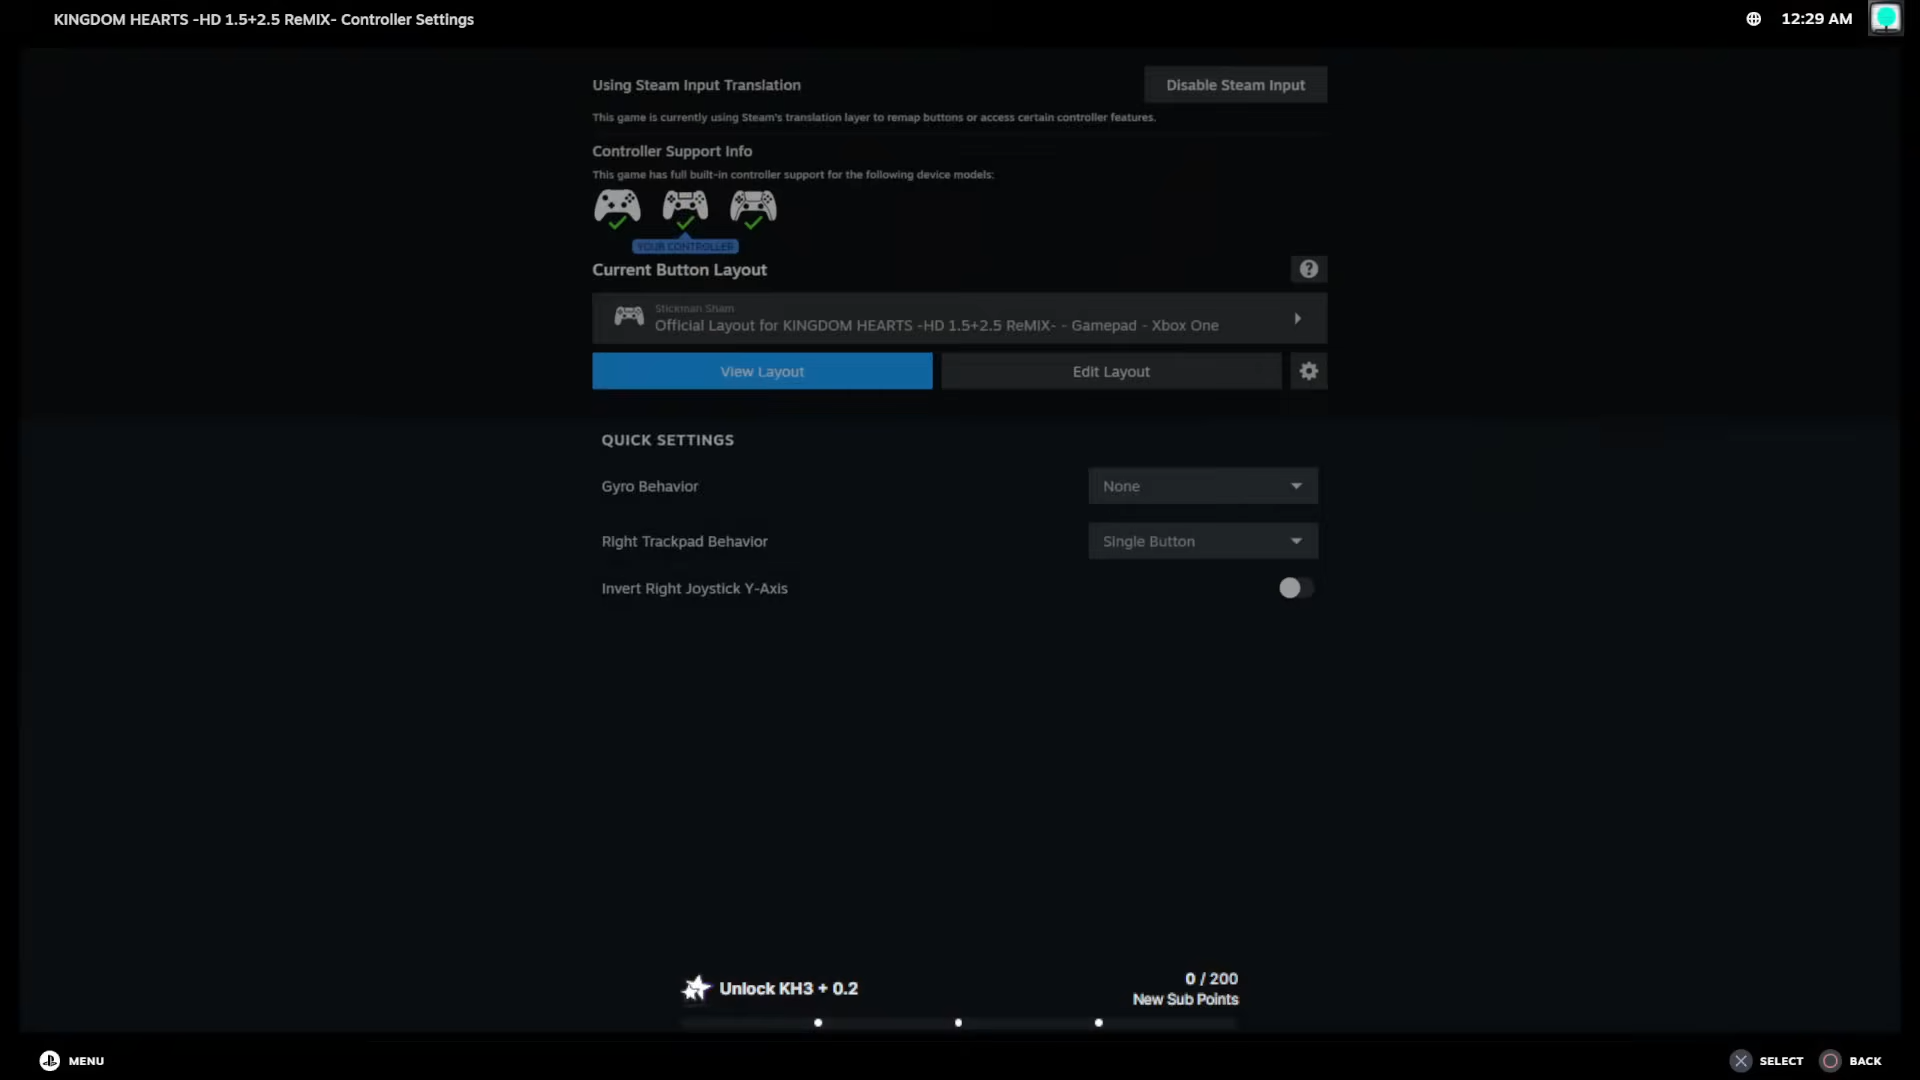 KINGDOM HEARTS -HD 1.5+2.5 ReMIX- Controller Settings
12:29 AM
Using Steam Input Translation
Disable Steam Input
This game is currently using Steam's translation layer to remap buttons or access certain controller features.
Controller Support Info
This game has full built-in controller support for the following device models:
YOUR CONTROLLER
Current Button Layout
?
Stickman Sham
Official Layout for KINGDOM HEARTS -HD 1.5+2.5 ReMIX- - Gamepad - Xbox One
View Layout
Edit Layout
QUICK SETTINGS
Gyro Behavior
None
Right Trackpad Behavior
Single Button
Invert Right Joystick Y-Axis
Unlock KH3 + 0.2
0 / 200
New Sub Points
MENU
SELECT
BACK